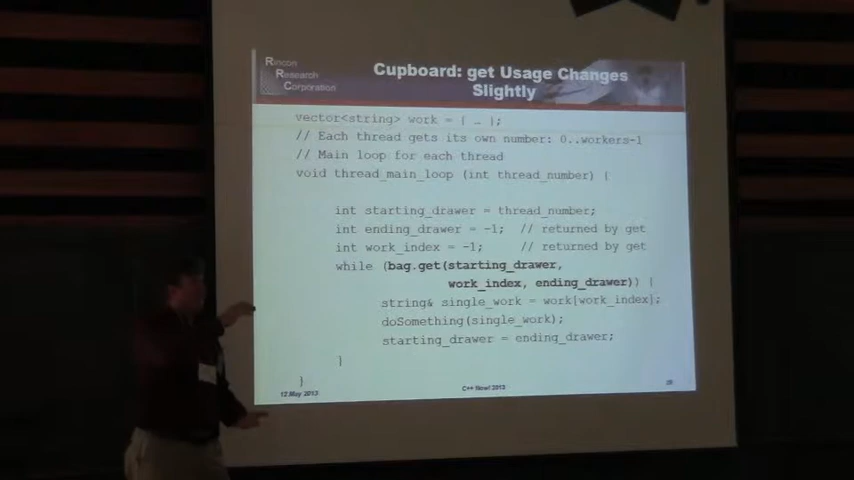 Rincon
Research
Corporation
Cupboard: get Usage Changes
Slightly
vector<string> work = { … };
// Each thread gets its own number: 0..workers-1
// Main loop for each thread
void thread_main_loop (int thread_number) {
int starting_drawer = thread_number;
int ending_drawer = -1; // returned by get
int work_index = -1; // returned by get
while (bag.get(starting_drawer,
work_index, ending_drawer)) {
string& single_work = work[work_index];
doSomething(single_work);
starting_drawer = ending_drawer;
}
}
12 May 2013
C++ Now! 2013